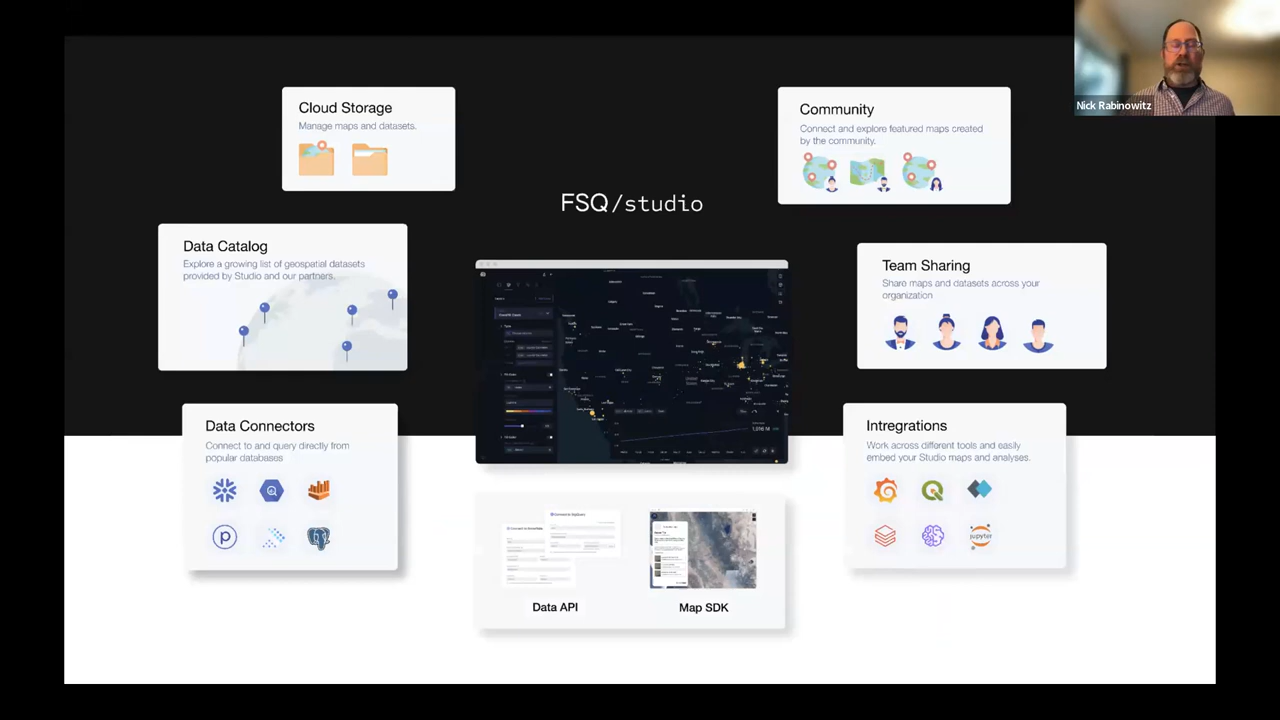 Nick Rabinowitz
FSQ/studio
Cloud Storage
Manage maps and datasets.
Community
Connect and explore featured maps created
by the community.
Data Catalog
Explore a growing list of geospatial datasets
provided by Studio and our partners.
Team Sharing
Share maps and datasets across your
organization
Data Connectors
Connect to and query directly from
popular databases
Intregrations
Work across different tools and easily
embed your Studio maps and analyses.
jupyter
Data API
Map SDK